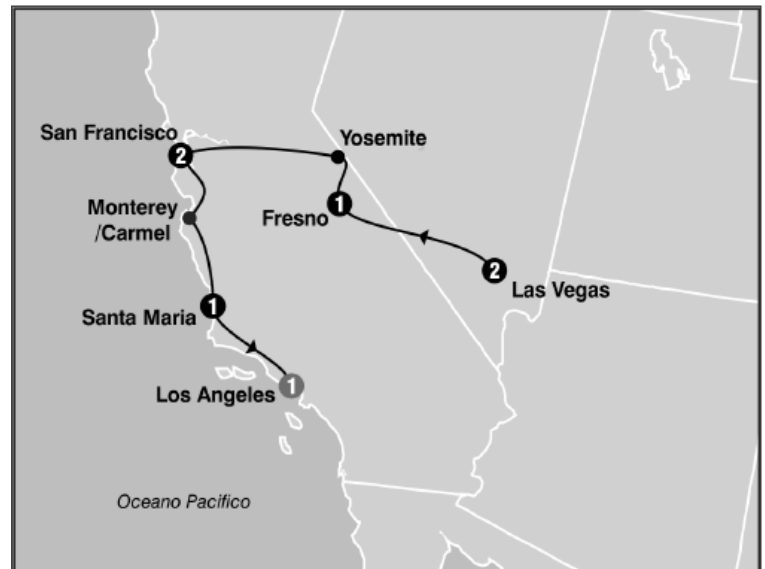 San Francisco
2
Yosemite
Monterey
/Carmel
Fresno
1
2
Las Vegas
Santa Maria
1
Los Angeles
1
Oceano Pacifico